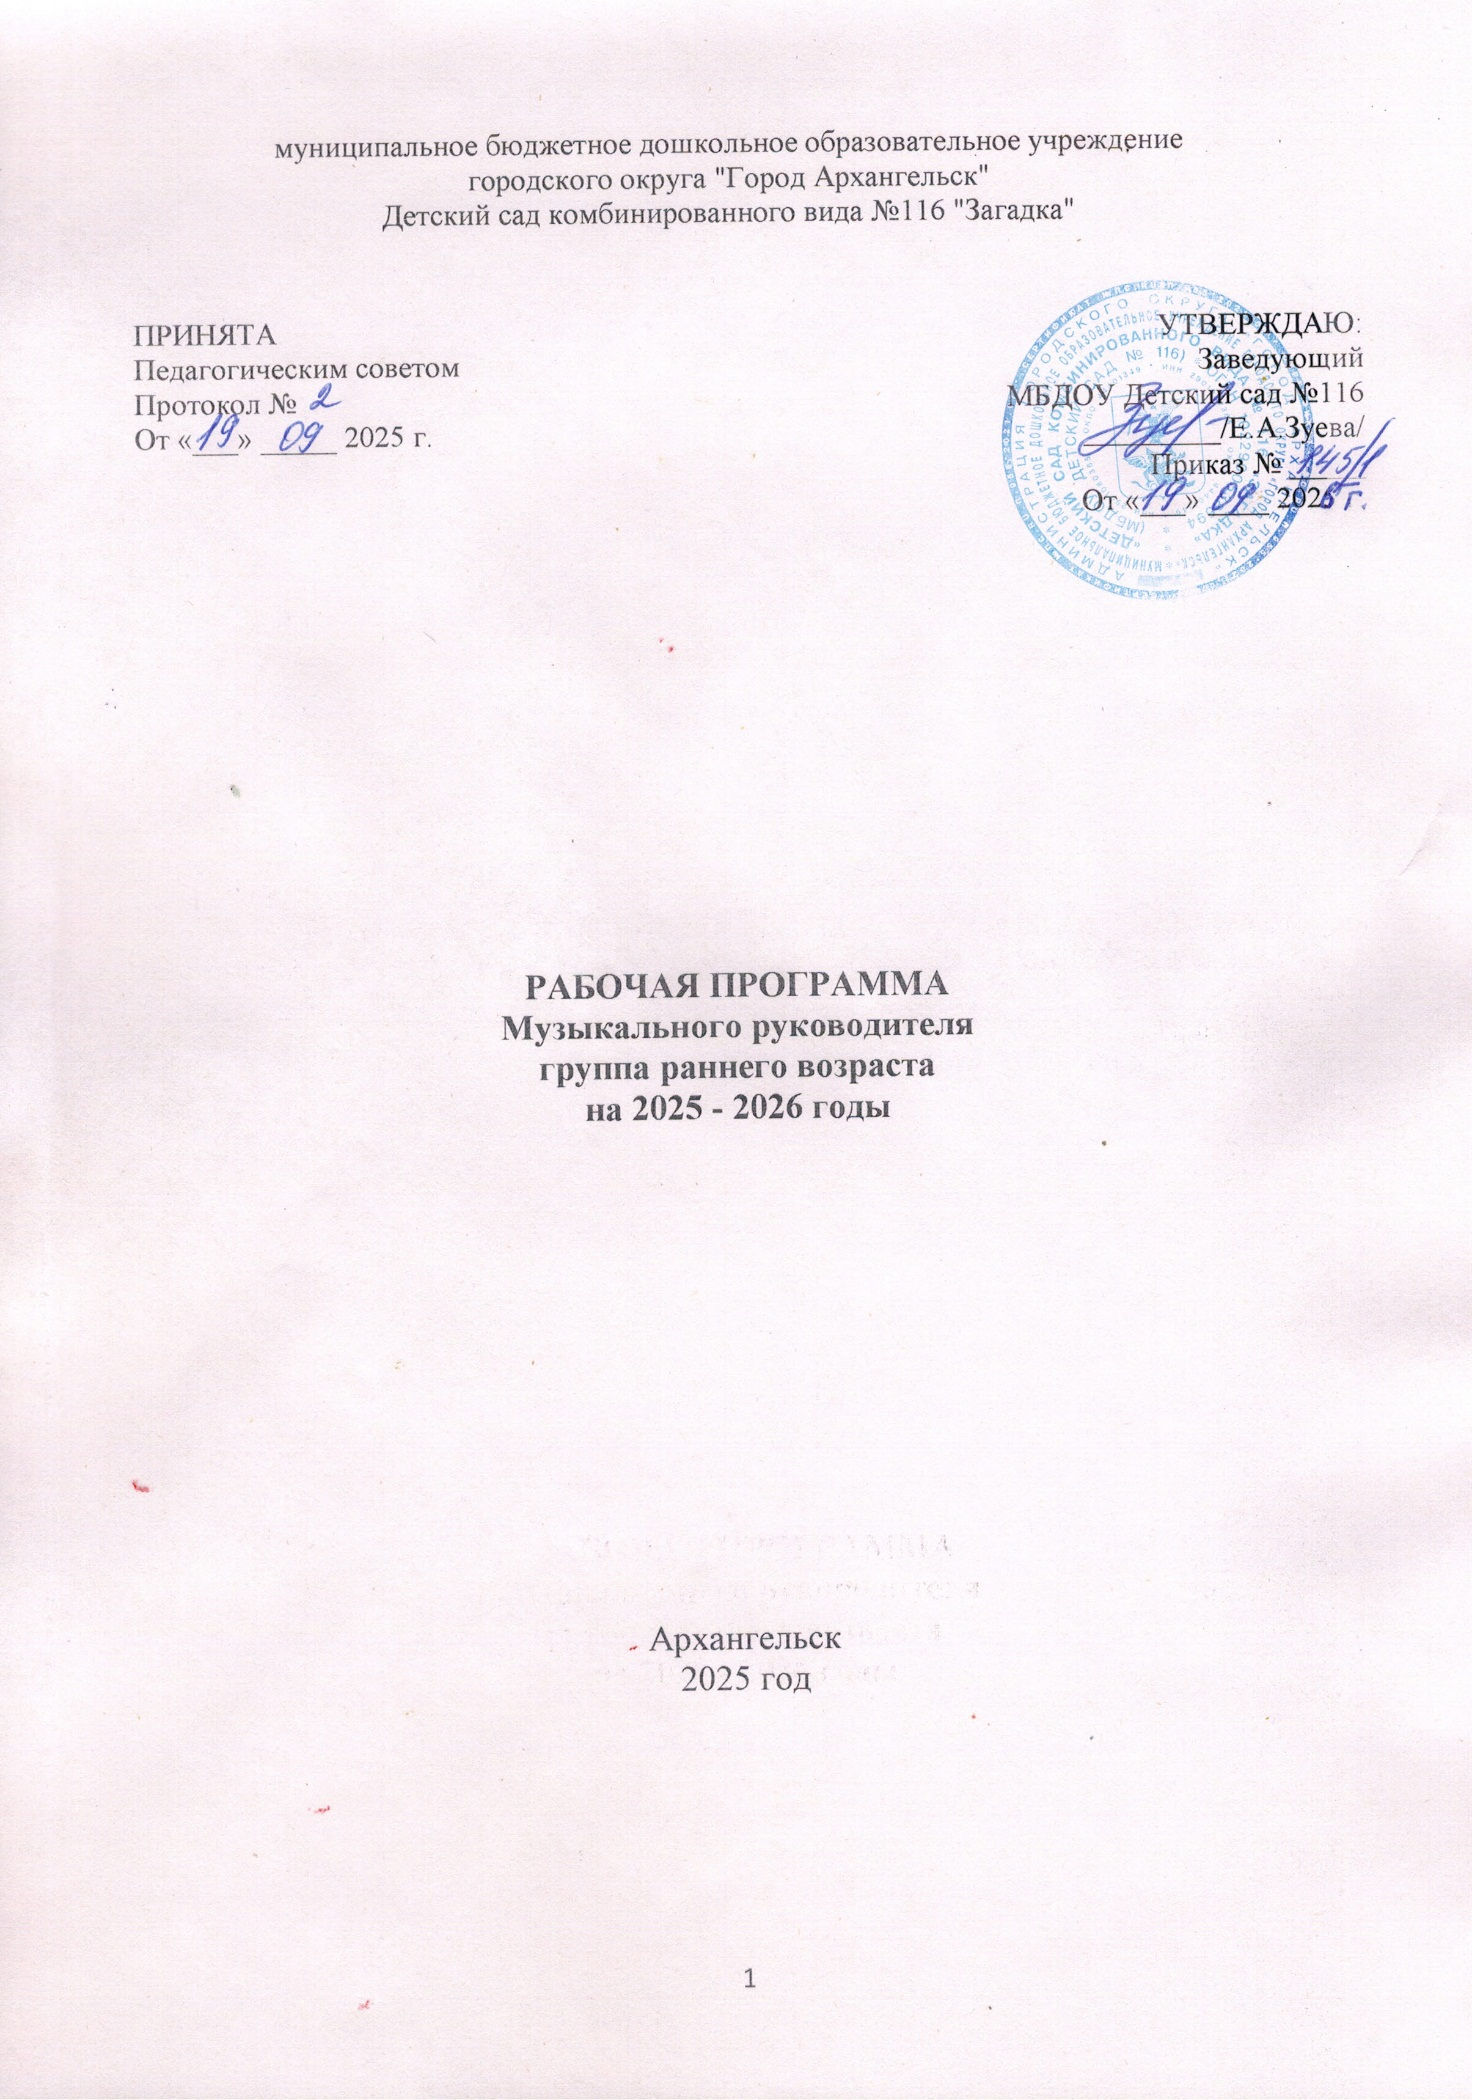 муниципальное бюджетное дошкольное образовательное учреждение
городского округа "Город Архангельск"
Детский сад комбинированного вида №116 "Загадка"
ПРИНЯТА
Педагогическим советом
Протокол № 2
От «19» 09 2025 г.
УТВЕРЖДАЮ:
Заведующий
МБДОУ Детский сад №116
/Е.А.Зуева/
Приказ № 145/1
От «19» 09 2025 г.
РАБОЧАЯ ПРОГРАММА
Музыкального руководителя
группа раннего возраста
на 2025 - 2026 годы
Архангельск
2025 год
1